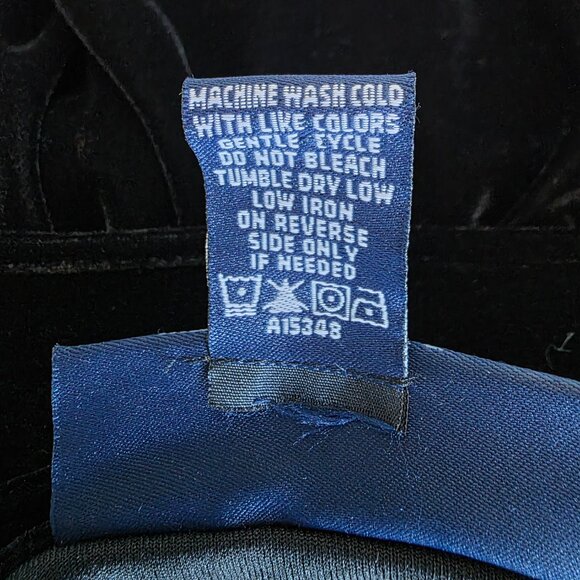 MACHINE WASH COLD
WITH LIKE COLORS
GENTLE CYCLE
DO NOT BLEACH
TUMBLE DRY LOW
LOW IRON
ON REVERSE
SIDE ONLY
IF NEEDED
A15348